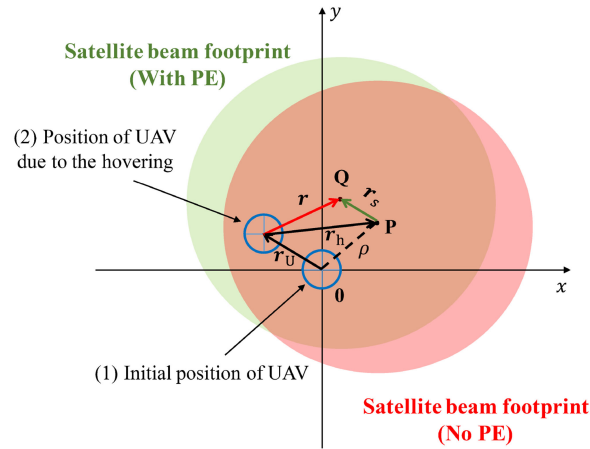 y
Satellite beam footprint
(With PE)
(2) Position of UAV
due to the hovering
Q
r
r_s
P
r_h
ρ
r_U
0
x
(1) Initial position of UAV
Satellite beam footprint
(No PE)